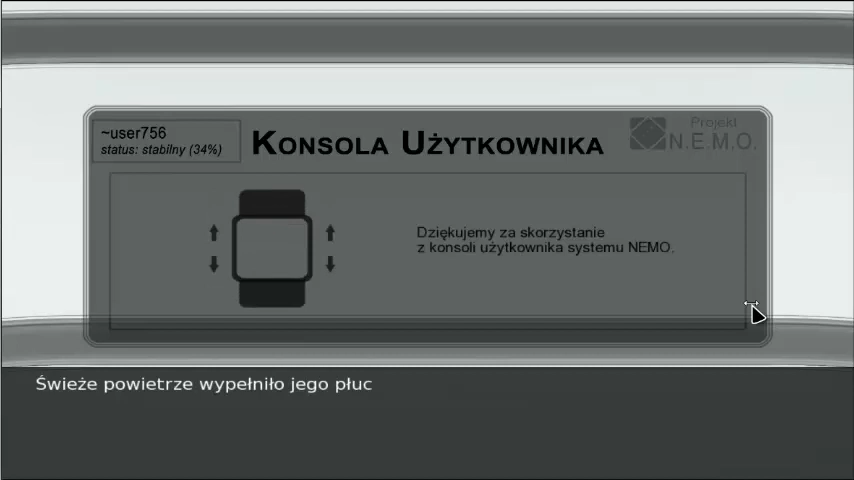 ~user756
status: stabilny (34%)
Konsola Użytkownika
Projekt
N.E.M.O.
Dziękujemy za skorzystanie
z konsoli użytkownika systemu NEMO.
Świeże powietrze wypełniło jego płuc